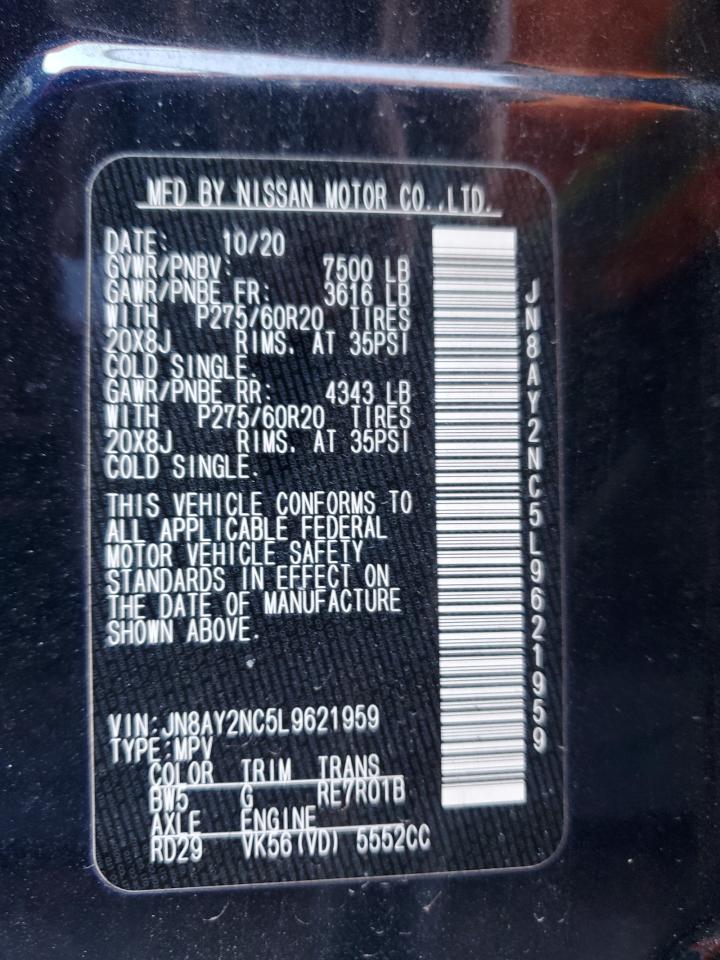 MFD BY NISSAN MOTOR CO.,LTD.
DATE: 10/20
GVWR/PNBV: 7500 LB
GAWR/PNBE FR: 3616 LB
WITH P275/60R20 TIRES
20X8J RIMS. AT 35PSI
COLD SINGLE.
GAWR/PNBE RR: 4343 LB
WITH P275/60R20 TIRES
20X8J RIMS. AT 35PSI
COLD SINGLE.
THIS VEHICLE CONFORMS TO
ALL APPLICABLE FEDERAL
MOTOR VEHICLE SAFETY
STANDARDS IN EFFECT ON
THE DATE OF MANUFACTURE
SHOWN ABOVE.
VIN:JN8AY2NC5L9621959
TYPE:MPV
COLOR TRIM TRANS
BW5 G RE7R01B
AXLE ENGINE
RD29 VK56(VD) 5552CC
JN8AY2NC5L9621959